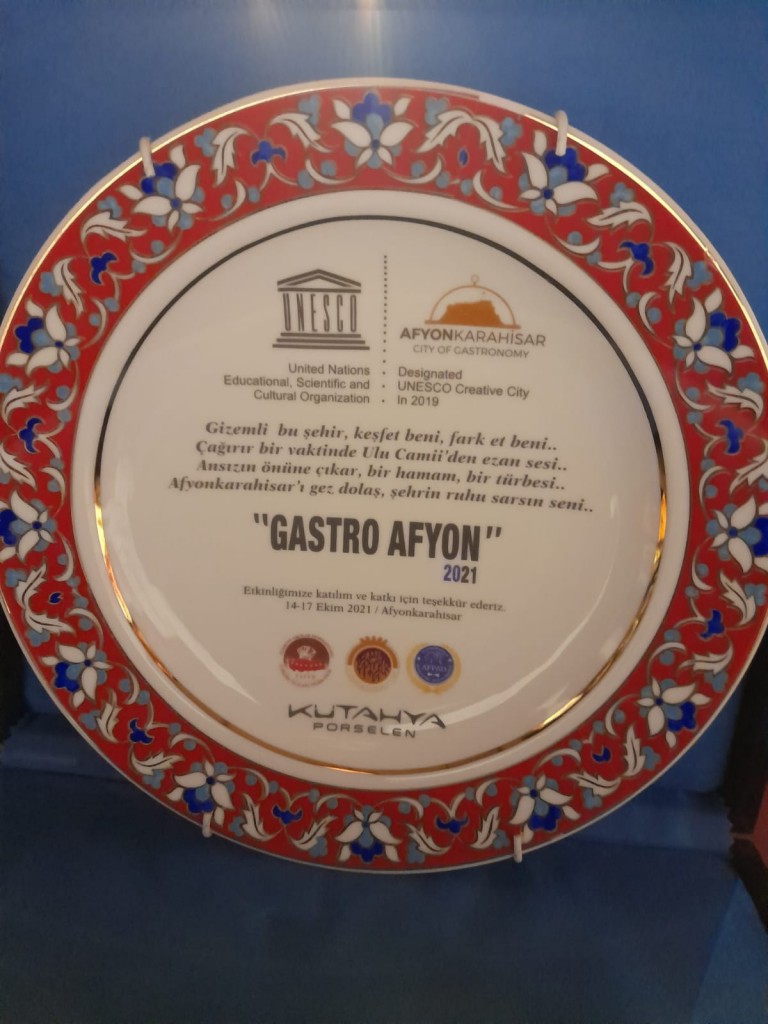 UNESCO
United Nations
Educational, Scientific and
Cultural Organization
AFYONKARAHİSAR
CITY OF GASTRONOMY
Designated
UNESCO Creative City
In 2019
Gizemli bu şehir, keşfet beni, fark et beni..
Çağırır bir vaktinde Ulu Camii'den ezan sesi..
Ansızın önüne çıkar, bir hamam, bir türbesi..
Afyonkarahisar'ı gez dolaş, şehrin ruhu sarsın seni..
"GASTRO AFYON"
2021
Etkinliğimize katılım ve katkı için teşekkür ederiz.
14-17 Ekim 2021 / Afyonkarahisar
KUTAHYA
PORSELEN